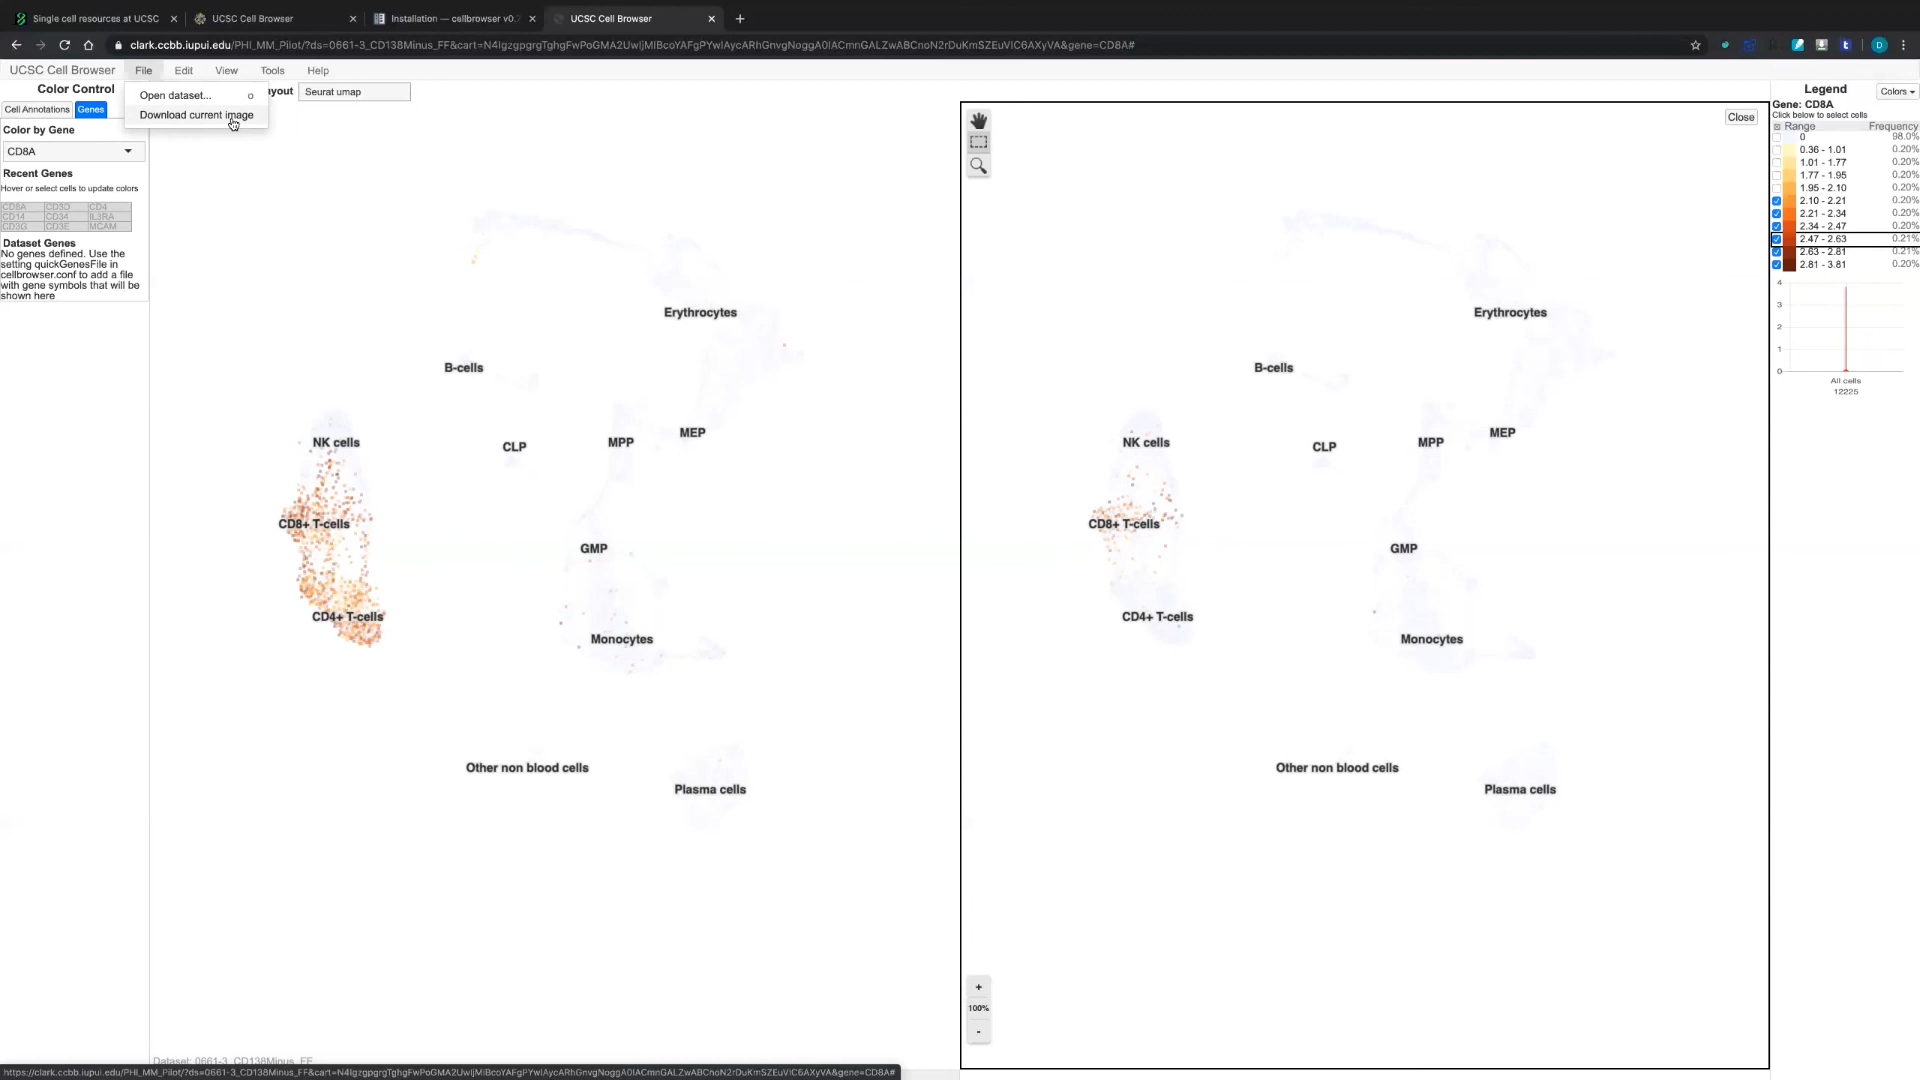 Single cell resources at UCSC
UCSC Cell Browser
Installation — cellbrowser v0.7
UCSC Cell Browser
UCSC Cell Browser
File
Edit
View
Tools
Help
Color Control
Open dataset...
o
Download current image
Seurat umap
Cell Annotations
Genes
Color by Gene
CD8A
Recent Genes
Hover or select cells to update colors
CD8A CD3D CD4
CD14 CD34 IL3RA
CD3G CD3E MCAM
Dataset Genes
No genes defined. Use the
setting quickGenesFile in
cellbrowser.conf to add a file
with gene symbols that will be
shown here
Erythrocytes
B-cells
NK cells
CLP
MPP
MEP
CD8+ T-cells
GMP
CD4+ T-cells
Monocytes
Other non blood cells
Plasma cells
Dataset: 0661-3_CD138Minus_FF
Close
Erythrocytes
B-cells
NK cells
CLP
MPP
MEP
CD8+ T-cells
GMP
CD4+ T-cells
Monocytes
Other non blood cells
Plasma cells
+
100%
-
Legend
Colors
Gene: CD8A
Click below to select cells
Range Frequency
0 98.0%
0.36 - 1.01 0.20%
1.01 - 1.77 0.20%
1.77 - 1.95 0.20%
1.95 - 2.10 0.20%
2.10 - 2.21 0.20%
2.21 - 2.34 0.20%
2.34 - 2.47 0.20%
2.47 - 2.63 0.21%
2.63 - 2.81 0.21%
2.81 - 3.81 0.20%
4
3
2
1
0
All cells
12225